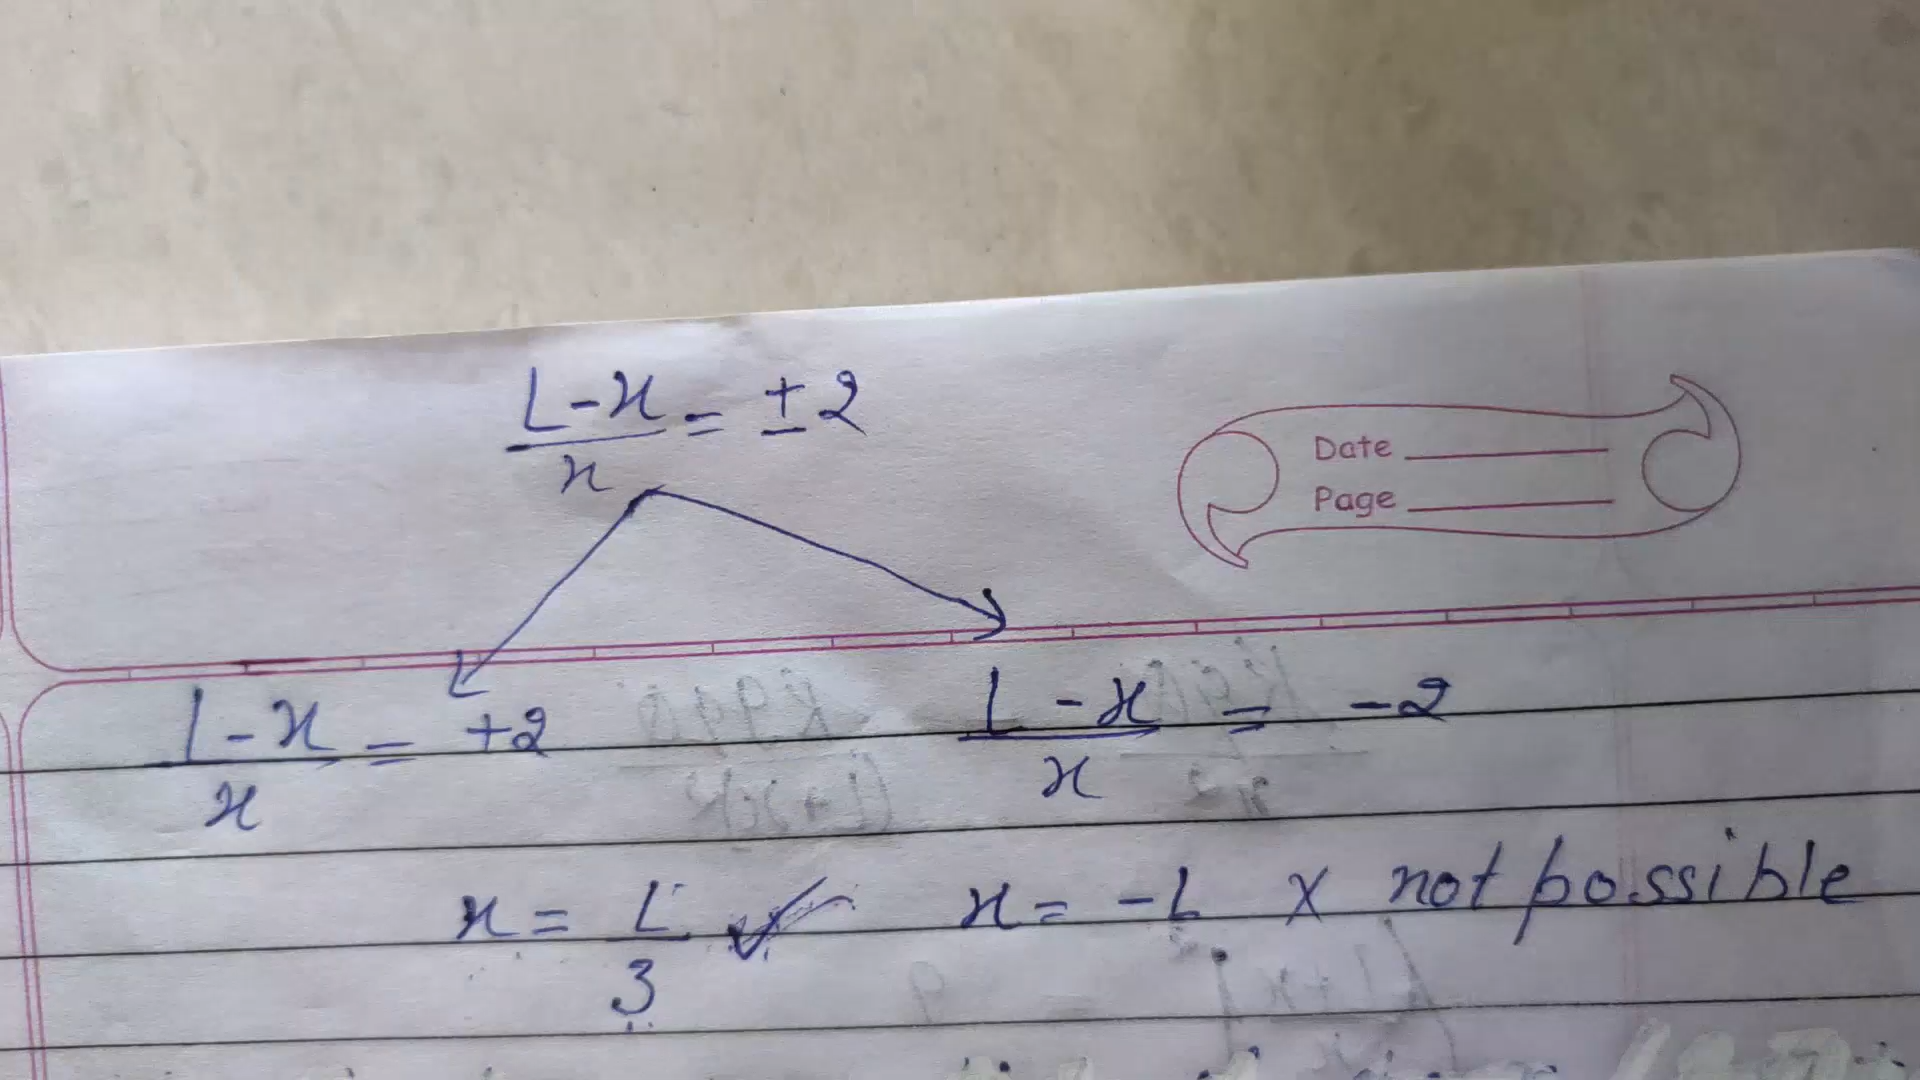 L-x/x = ±2
Date
Page
L-x/x = +2    L-x/x = -2
x = L/3 ✓    x = -L × not possible